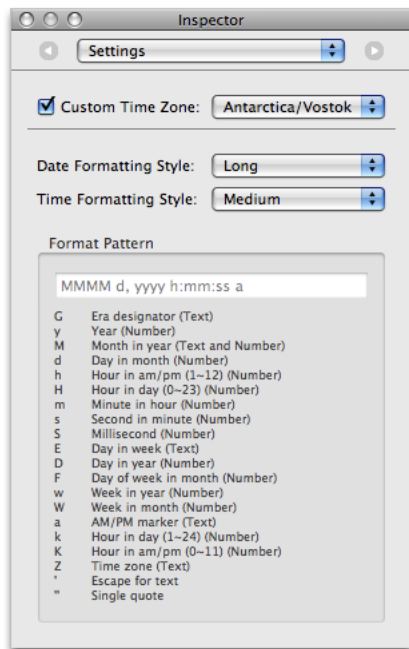 Inspector
Settings
Custom Time Zone: Antarctica/Vostok
Date Formatting Style: Long
Time Formatting Style: Medium
Format Pattern
MMMM d, yyyy h:mm:ss a
G Era designator (Text)
y Year (Number)
M Month in year (Text and Number)
d Day in month (Number)
h Hour in am/pm (1~12) (Number)
H Hour in day (0~23) (Number)
m Minute in hour (Number)
s Second in minute (Number)
S Millisecond (Number)
E Day in week (Text)
D Day in year (Number)
F Day of week in month (Number)
w Week in year (Number)
W Week in month (Number)
a AM/PM marker (Text)
k Hour in day (1~24) (Number)
K Hour in am/pm (0~11) (Number)
Z Time zone (Text)
' Escape for text
" Single quote